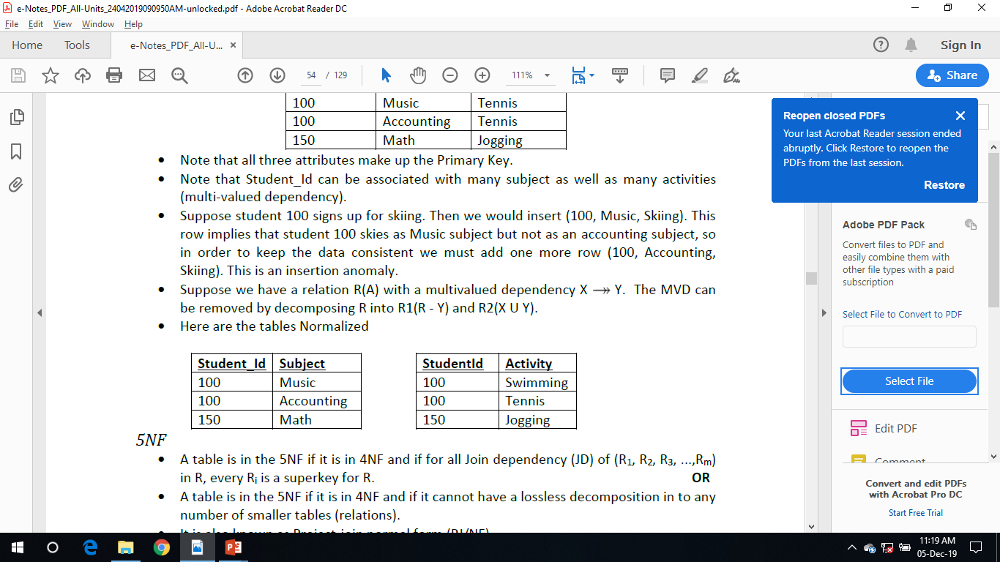 e-Notes_PDF_All-Units_24042019090950AM-unlocked.pdf - Adobe Acrobat Reader DC
File Edit View Window Help
Home Tools e-Notes_PDF_All-U... × Sign In
54 / 129 111% Share
100 Music Tennis
100 Accounting Tennis
150 Math Jogging
• Note that all three attributes make up the Primary Key.
• Note that Student_Id can be associated with many subject as well as many activities
(multi-valued dependency).
• Suppose student 100 signs up for skiing. Then we would insert (100, Music, Skiing). This
row implies that student 100 skies as Music subject but not as an accounting subject, so
in order to keep the data consistent we must add one more row (100, Accounting,
Skiing). This is an insertion anomaly.
• Suppose we have a relation R(A) with a multivalued dependency X ↠ Y. The MVD can
be removed by decomposing R into R1(R - Y) and R2(X U Y).
• Here are the tables Normalized
Student_Id Subject
100 Music
100 Accounting
150 Math
StudentId Activity
100 Swimming
100 Tennis
150 Jogging
5NF
• A table is in the 5NF if it is in 4NF and if for all Join dependency (JD) of (R₁, R₂, R₃, ...,Rₘ)
in R, every Rᵢ is a superkey for R. OR
• A table is in the 5NF if it is in 4NF and if it cannot have a lossless decomposition in to any
number of smaller tables (relations).
Reopen closed PDFs
Your last Acrobat Reader session ended
abruptly. Click Restore to reopen the
PDFs from the last session.
Restore
Adobe PDF Pack
Convert files to PDF and
easily combine them with
other file types with a paid
subscription
Select File to Convert to PDF
Select File
Edit PDF
Comment
Convert and edit PDFs
with Acrobat Pro DC
Start Free Trial
11:19 AM
05-Dec-19